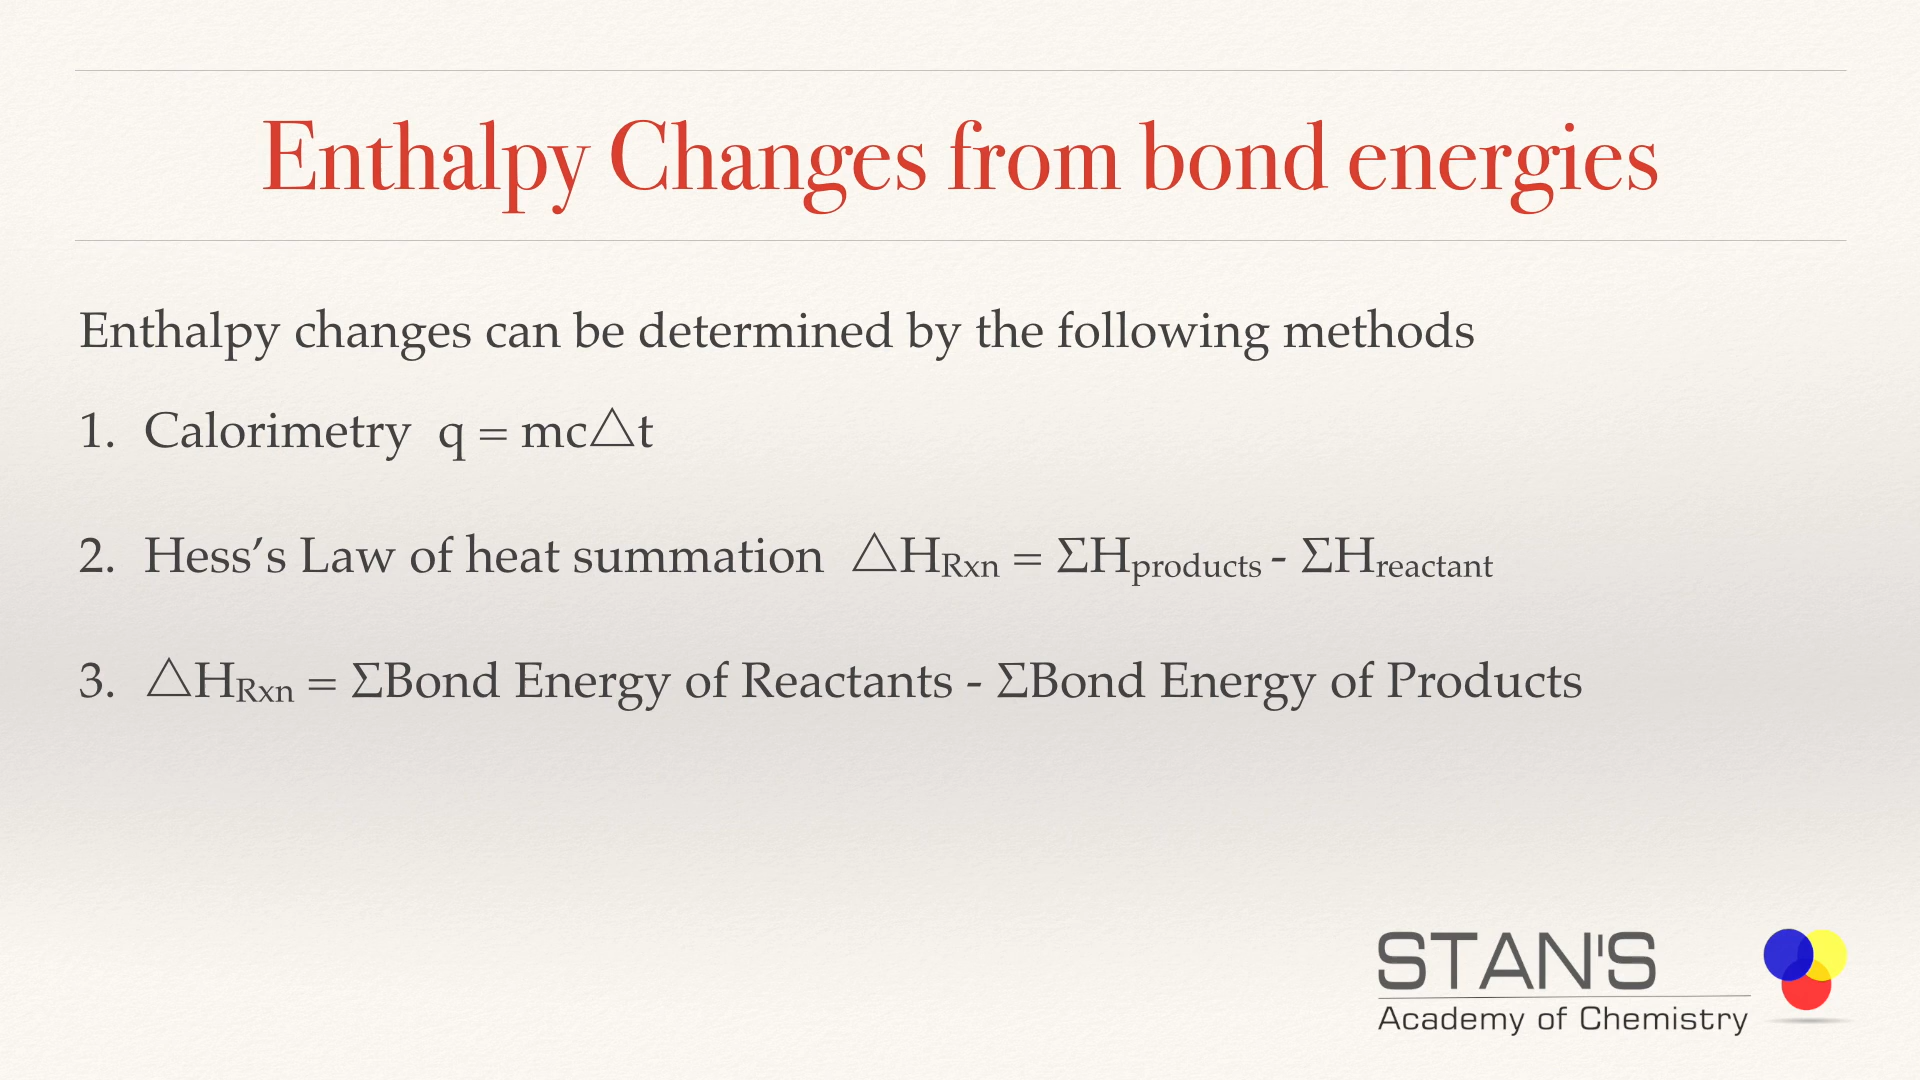 Enthalpy Changes from bond energies
Enthalpy changes can be determined by the following methods
1. Calorimetry q = mc△t
2. Hess’s Law of heat summation △HRxn = ΣHproducts - ΣHreactant
3. △HRxn = ΣBond Energy of Reactants - ΣBond Energy of Products
STAN'S
Academy of Chemistry